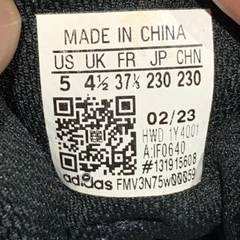 MADE IN CHINA
US UK FR JP CHN
5 4½ 37⅓ 230 230
02/23
HWD 1Y4001
A:IF0640
#131915608
adidas FMV3N75w00059